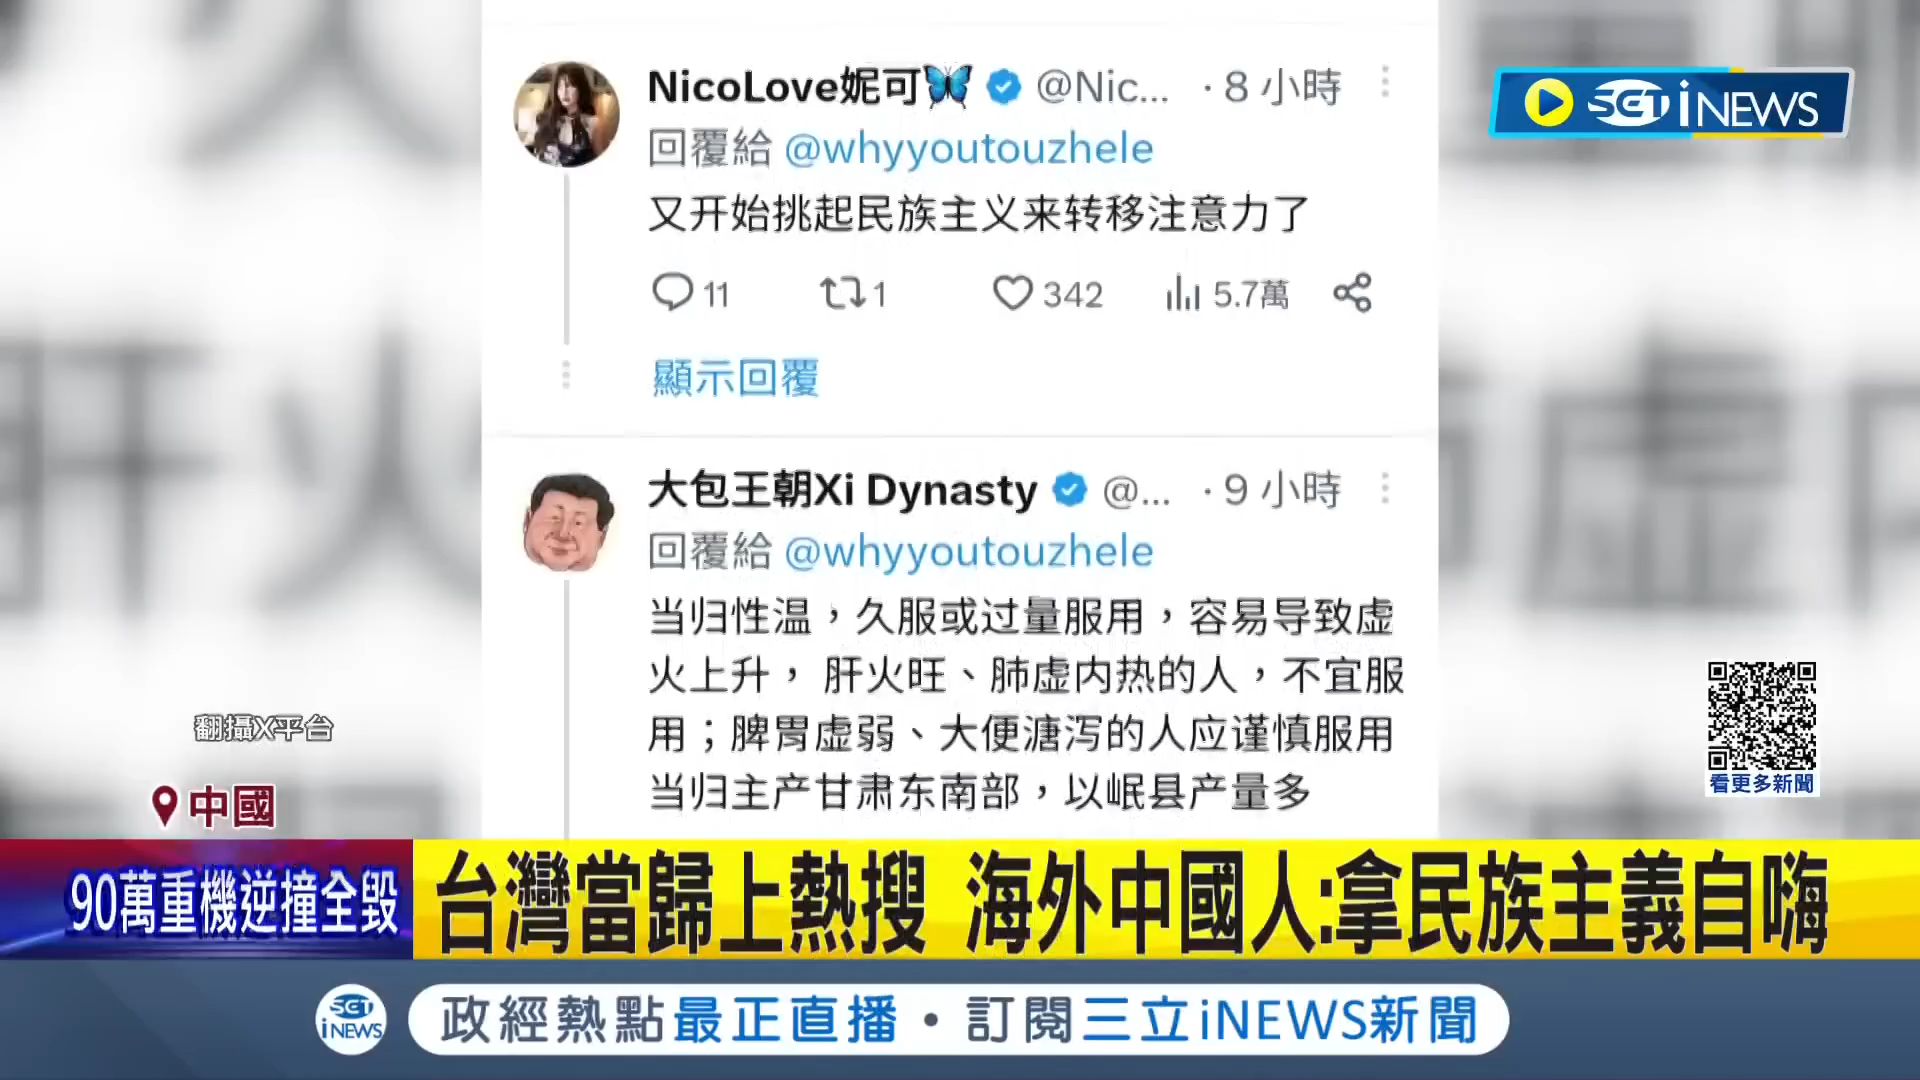 NicoLove妮可🦋 @Nic... · 8 小時
回覆給 @whyyoutouzhele
又开始挑起民族主义来转移注意力了
11 1 342 5.7萬
顯示回覆
大包王朝Xi Dynasty @... · 9 小時
回覆給 @whyyoutouzhele
当归性温，久服或过量服用，容易导致虚
火上升， 肝火旺、肺虚内热的人，不宜服
用；脾胃虚弱、大便溏泻的人应谨慎服用
当归主产甘肃东南部，以岷县产量多
SET iNEWS
翻攝X平台
中國
看更多新聞
90萬重機逆撞全毀
台灣當歸上熱搜 海外中國人:拿民族主義自嗨
SET iNEWS
政經熱點最正直播・訂閱三立iNEWS新聞